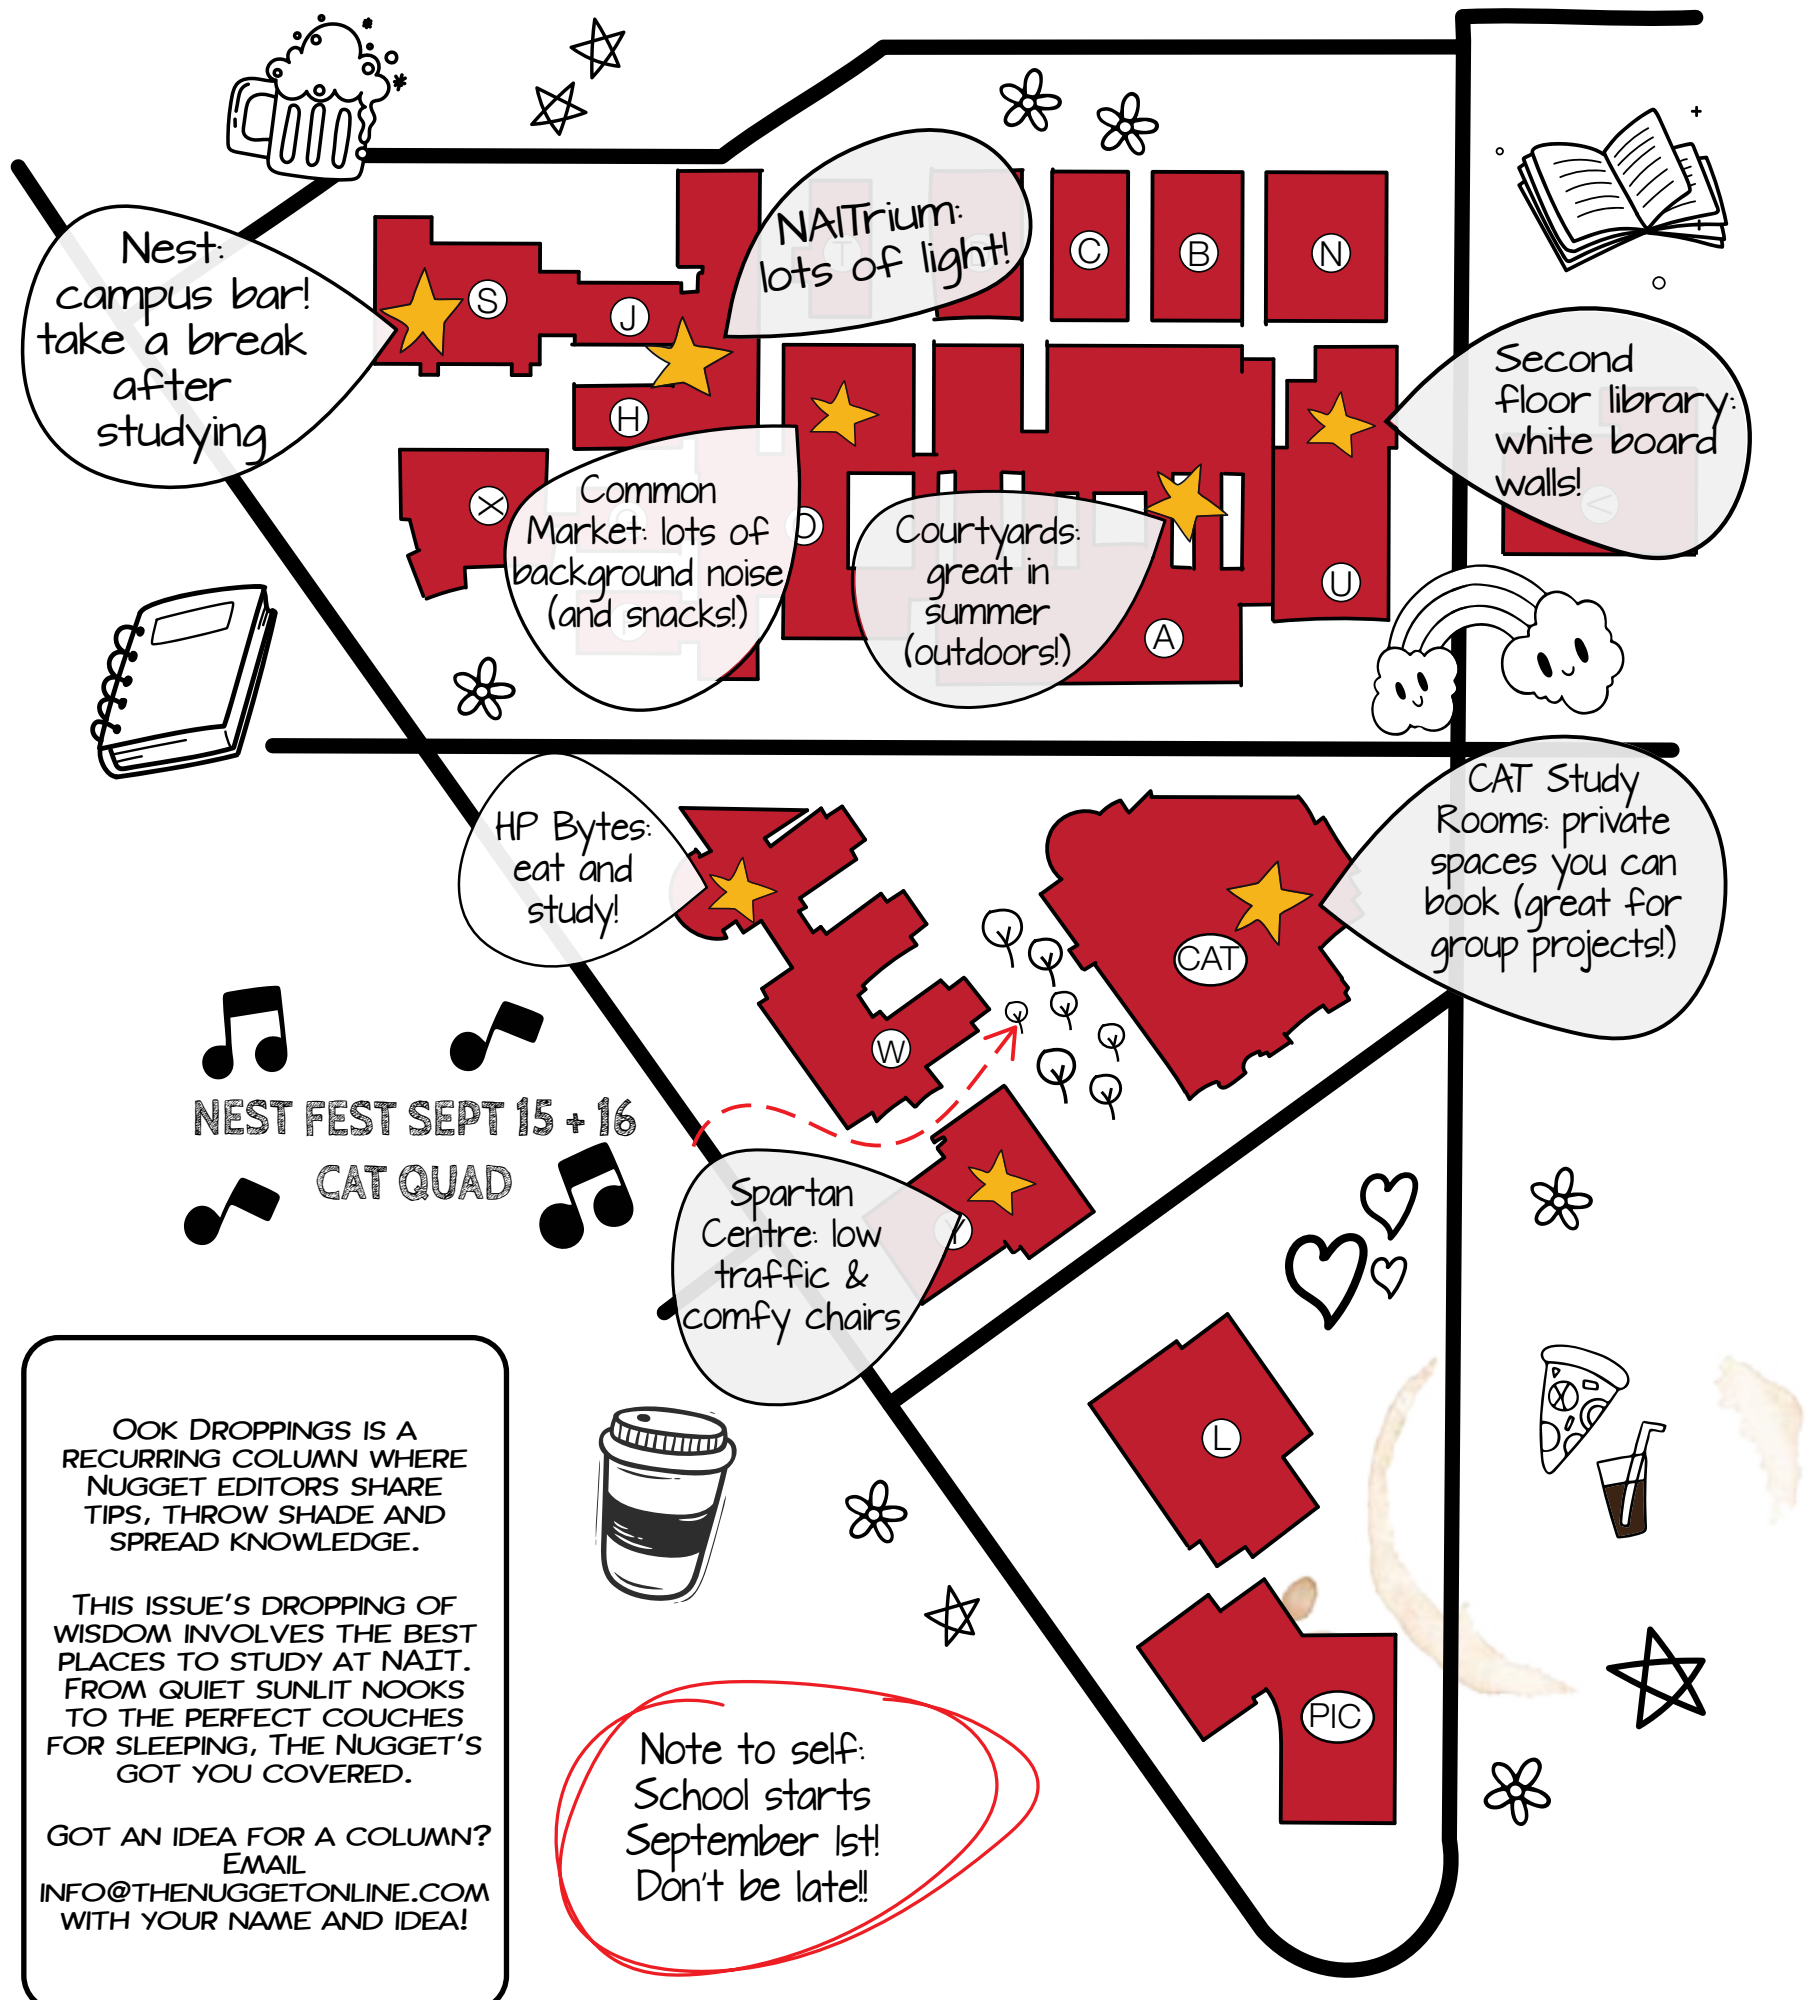 Nest:
campus bar!
take a break
after
studying
NAITrium:
lots of light!
T
C
B
N
S
J
H
Second
floor library:
white board
walls!
V
X
Common
Market: lots of
background noise
(and snacks!)
O
Courtyards:
great in
summer
(outdoors!)
A
U
HP Bytes:
eat and
study!
CAT Study
Rooms: private
spaces you can
book (great for
group projects!)
CAT
W
NEST FEST SEPT 15 + 16
CAT QUAD
Spartan
Centre: low
traffic &
comfy chairs
Y
L
PIC
OOK DROPPINGS IS A
RECURRING COLUMN WHERE
NUGGET EDITORS SHARE
TIPS, THROW SHADE AND
SPREAD KNOWLEDGE.
THIS ISSUE'S DROPPING OF
WISDOM INVOLVES THE BEST
PLACES TO STUDY AT NAIT.
FROM QUIET SUNLIT NOOKS
TO THE PERFECT COUCHES
FOR SLEEPING, THE NUGGET'S
GOT YOU COVERED.
GOT AN IDEA FOR A COLUMN?
EMAIL
INFO@THENUGGETONLINE.COM
WITH YOUR NAME AND IDEA!
Note to self:
School starts
September 1st!
Don't be late!!